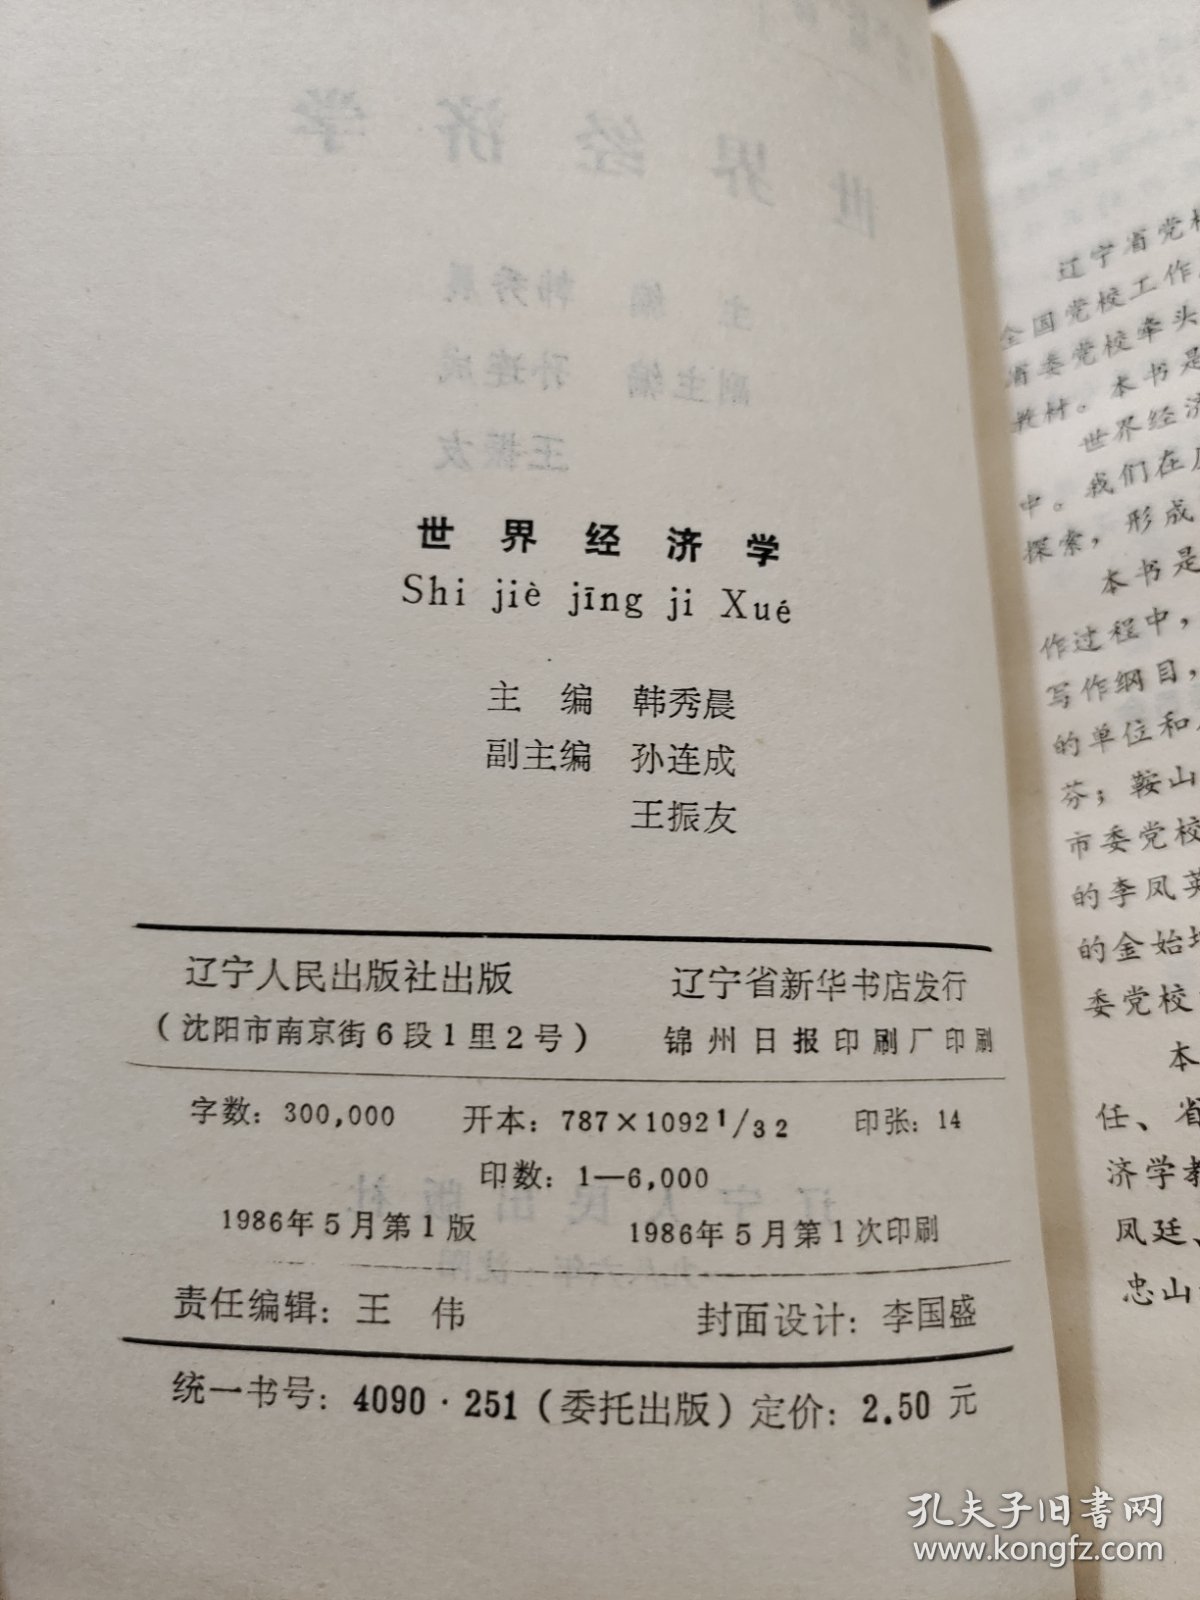 世界经济学
Shi jiè jīng ji Xué
主 编 韩秀晨
副主编 孙连成
王振友
辽宁人民出版社出版 辽宁省新华书店发行
(沈阳市南京街6段1里2号) 锦州日报印刷厂印刷
字数: 300,000 开本: 787×1092 1/32 印张: 14
印数: 1—6,000
1986年5月第1版 1986年5月第1次印刷
责任编辑: 王 伟 封面设计: 李国盛
统一书号: 4090·251 (委托出版) 定价: 2.50 元
辽宁省党校
全国党校工作
省委党校牵头
教材。本书是
世界经济
中。我们在
探索, 形成
本书是
作过程中,
写作纲目,
的单位和
芬; 鞍山
市委党校
的李凤英
的金始
委党校
本
任、省
济学教
凤廷、
忠山
孔夫子旧书网
www.kongfz.com